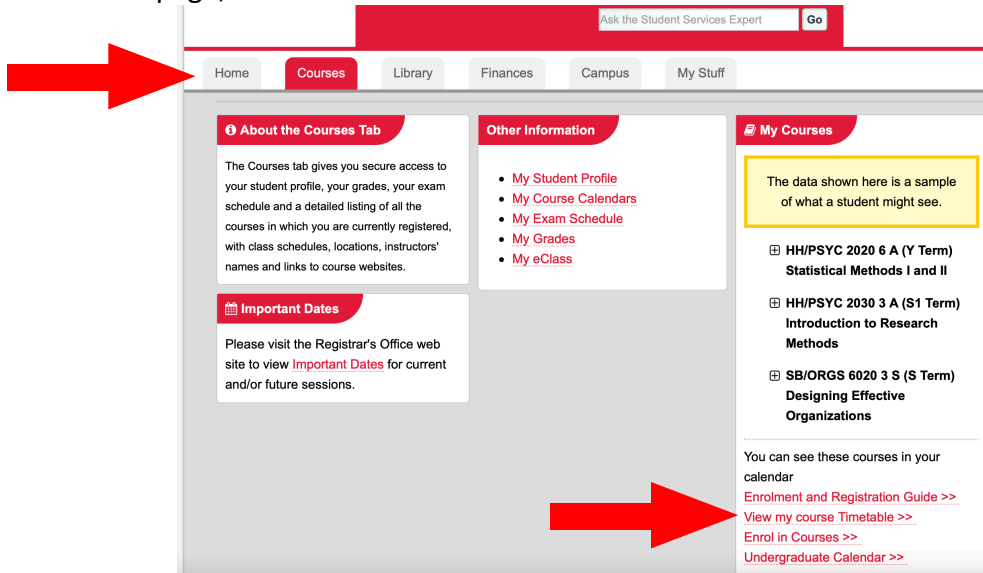 Ask the Student Services Expert Go
Home Courses Library Finances Campus My Stuff
About the Courses Tab
The Courses tab gives you secure access to
your student profile, your grades, your exam
schedule and a detailed listing of all the
courses in which you are currently registered,
with class schedules, locations, instructors'
names and links to course websites.
Important Dates
Please visit the Registrar's Office web
site to view Important Dates for current
and/or future sessions.
Other Information
• My Student Profile
• My Course Calendars
• My Exam Schedule
• My Grades
• My eClass
My Courses
The data shown here is a sample
of what a student might see.
HH/PSYC 2020 6 A (Y Term)
Statistical Methods I and II
HH/PSYC 2030 3 A (S1 Term)
Introduction to Research
Methods
SB/ORGS 6020 3 S (S Term)
Designing Effective
Organizations
You can see these courses in your
calendar
Enrolment and Registration Guide >>
View my course Timetable >>
Enrol in Courses >>
Undergraduate Calendar >>